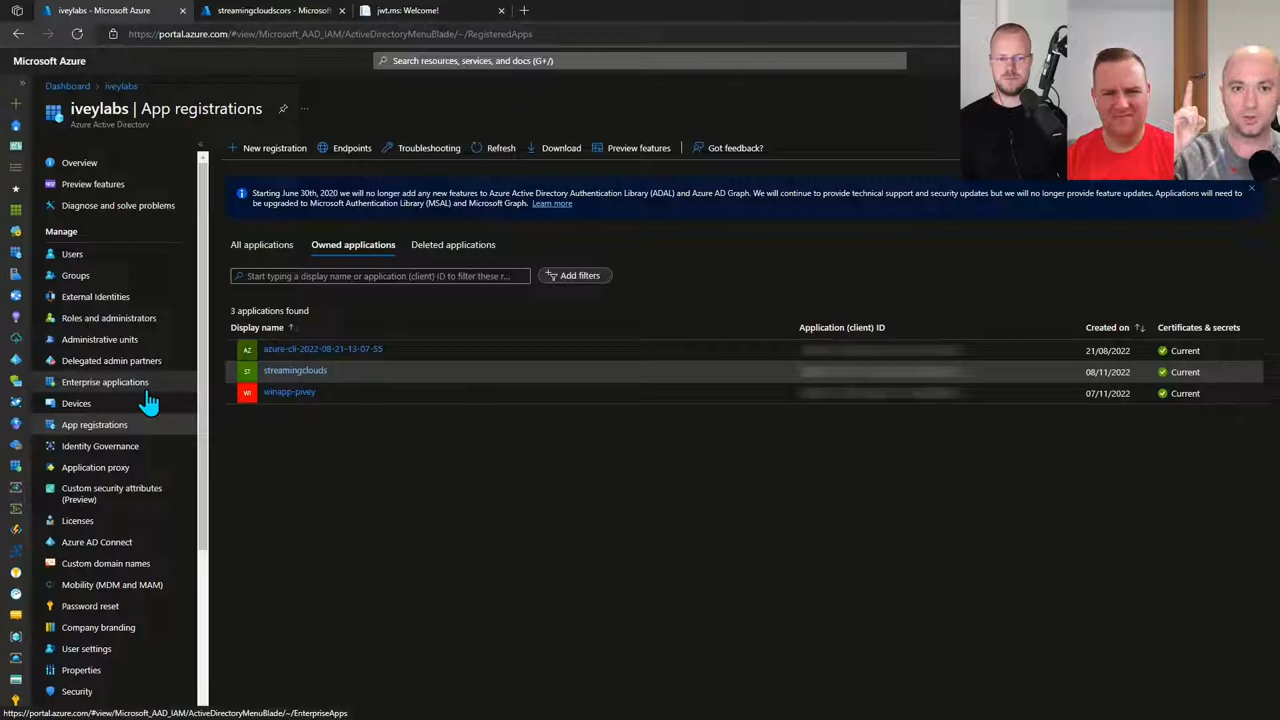 iveylabs - Microsoft Azure
streamingcloudscors - Microsoft
jwt.ms: Welcome!
https://portal.azure.com/#view/Microsoft_AAD_IAM/ActiveDirectoryMenuBlade/~/RegisteredApps
Microsoft Azure
Search resources, services, and docs (G+/)
Dashboard
iveylabs
iveylabs | App registrations
Azure Active Directory
Overview
Preview features
Diagnose and solve problems
Manage
Users
Groups
External Identities
Roles and administrators
Administrative units
Delegated admin partners
Enterprise applications
Devices
App registrations
Identity Governance
Application proxy
Custom security attributes
(Preview)
Licenses
Azure AD Connect
Custom domain names
Mobility (MDM and MAM)
Password reset
Company branding
User settings
Properties
Security
New registration
Endpoints
Troubleshooting
Refresh
Download
Preview features
Got feedback?
Starting June 30th, 2020 we will no longer add any new features to Azure Active Directory Authentication Library (ADAL) and Azure AD Graph. We will continue to provide technical support and security updates but we will no longer provide feature updates. Applications will need
to be upgraded to Microsoft Authentication Library (MSAL) and Microsoft Graph. Learn more
All applications
Owned applications
Deleted applications
Start typing a display name or application (client) ID to filter these r...
Add filters
3 applications found
Display name
Application (client) ID
Created on
Certificates & secrets
AZ azure-cli-2022-08-21-13-07-55 21/08/2022 Current
ST streamingclouds 08/11/2022 Current
WI winapp-pivey 07/11/2022 Current
https://portal.azure.com/#view/Microsoft_AAD_IAM/ActiveDirectoryMenuBlade/~/EnterpriseApps